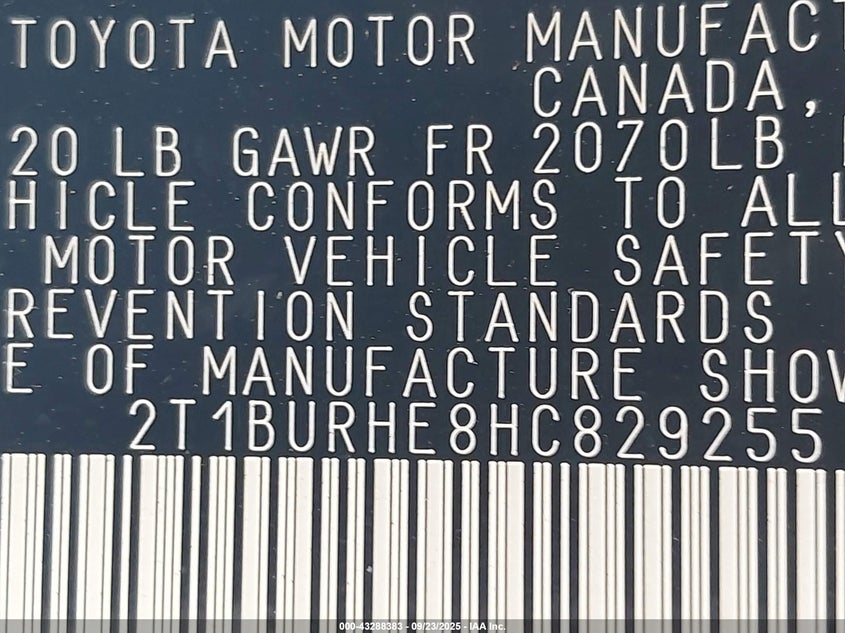 TOYOTA MOTOR MANUFACT
CANADA,
20 LB GAWR FR 2070LB
HICLE CONFORMS TO ALL
MOTOR VEHICLE SAFETY
REVENTION STANDARDS
E OF MANUFACTURE SHOW
2T1BURHE8HC829255
000-43288383 - 09/23/2025 - IAA Inc.